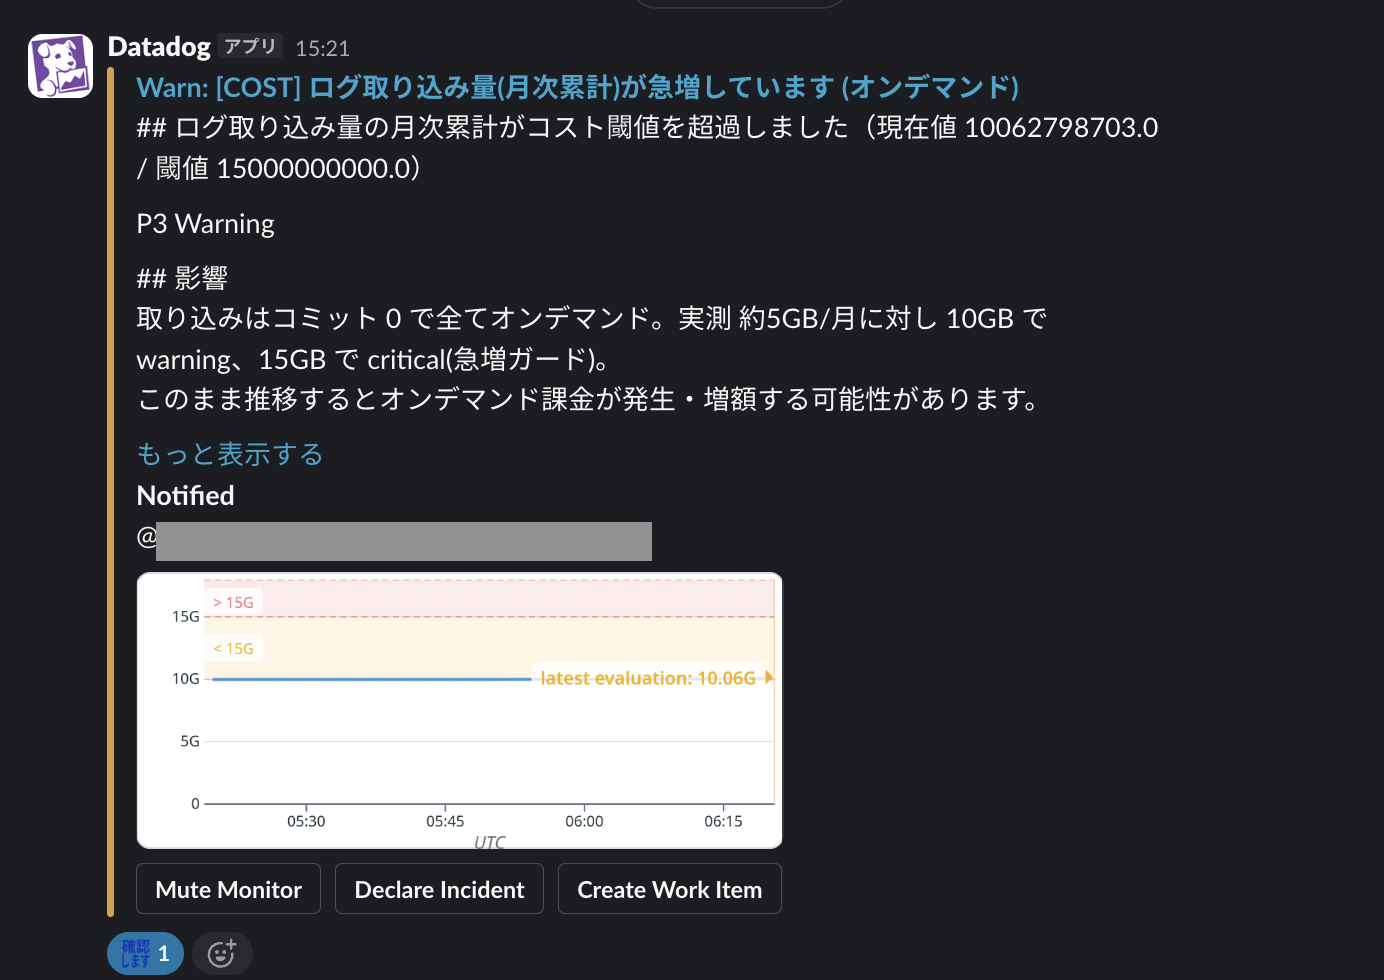 Datadog アプリ 15:21
Warn: [COST] ログ取り込み量(月次累計)が急増しています (オンデマンド)
## ログ取り込み量の月次累計がコスト閾値を超過しました（現在値 10062798703.0
/ 閾値 15000000000.0）
P3 Warning
## 影響
取り込みはコミット 0 で全てオンデマンド。実測 約5GB/月に対し 10GB で
warning、15GB で critical(急増ガード)。
このまま推移するとオンデマンド課金が発生・増額する可能性があります。
もっと表示する
Notified
@
> 15G
15G
< 15G
10G
latest evaluation: 10.06G
5G
0
05:30 05:45 06:00 06:15
UTC
Mute Monitor Declare Incident Create Work Item
確認
します 1